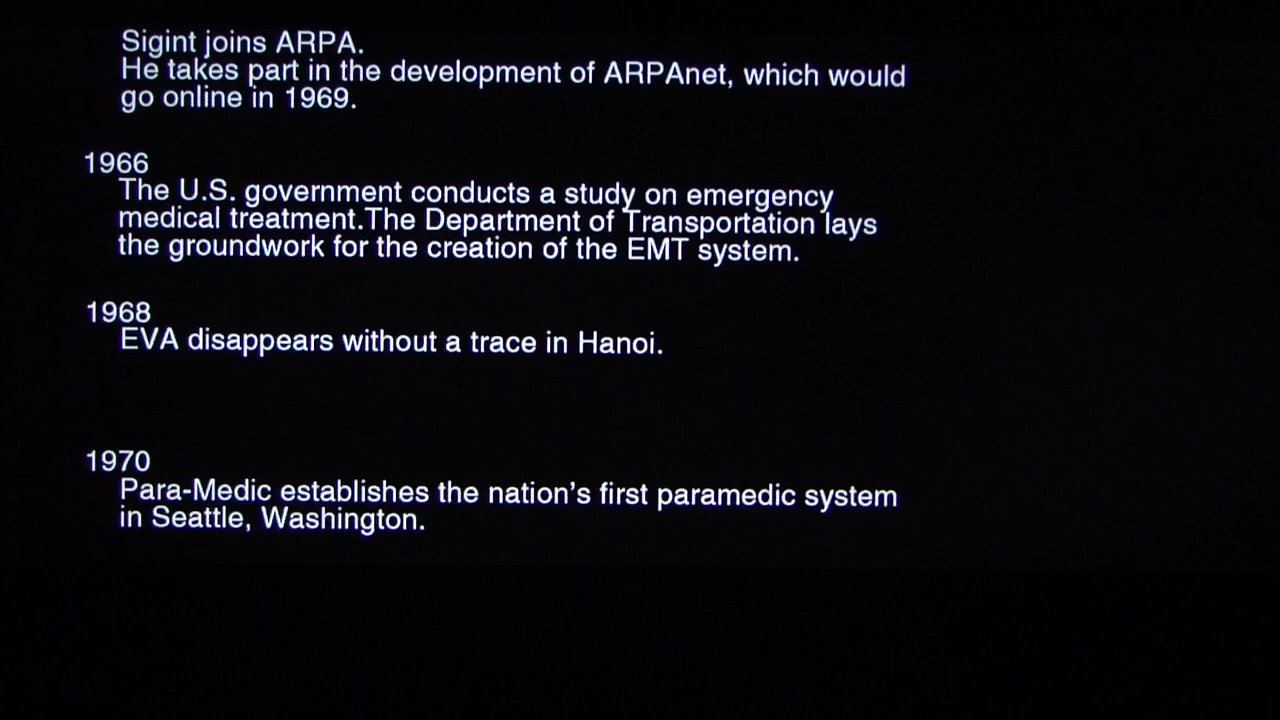 Sigint joins ARPA.
He takes part in the development of ARPAnet, which would
go online in 1969.
1966
The U.S. government conducts a study on emergency
medical treatment.The Department of Transportation lays
the groundwork for the creation of the EMT system.
1968
EVA disappears without a trace in Hanoi.
1970
Para-Medic establishes the nation's first paramedic system
in Seattle, Washington.